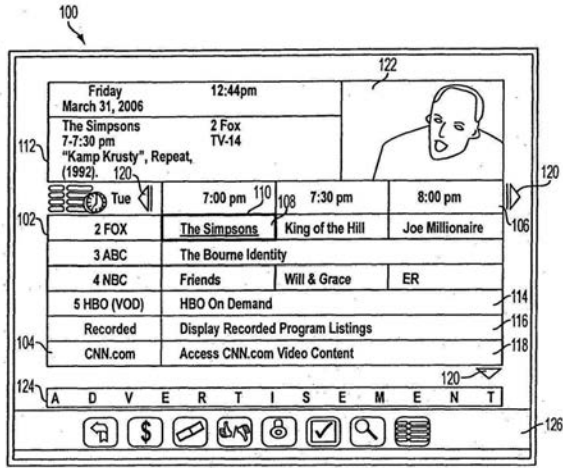 100
122
Friday 12:44pm
March 31, 2006
The Simpsons 2 Fox
7-7:30 pm TV-14
"Kamp Krusty", Repeat,
(1992).
112
120
110
120
Tue 7:00 pm 7:30 pm 8:00 pm
108
106
102
2 FOX The Simpsons King of the Hill Joe Millionaire
3 ABC The Bourne Identity
4 NBC Friends Will & Grace ER
5 HBO (VOD) HBO On Demand 114
Recorded Display Recorded Program Listings 116
104 CNN.com Access CNN.com Video Content 118
120
124 A D V E R T I S E M E N T
$
126